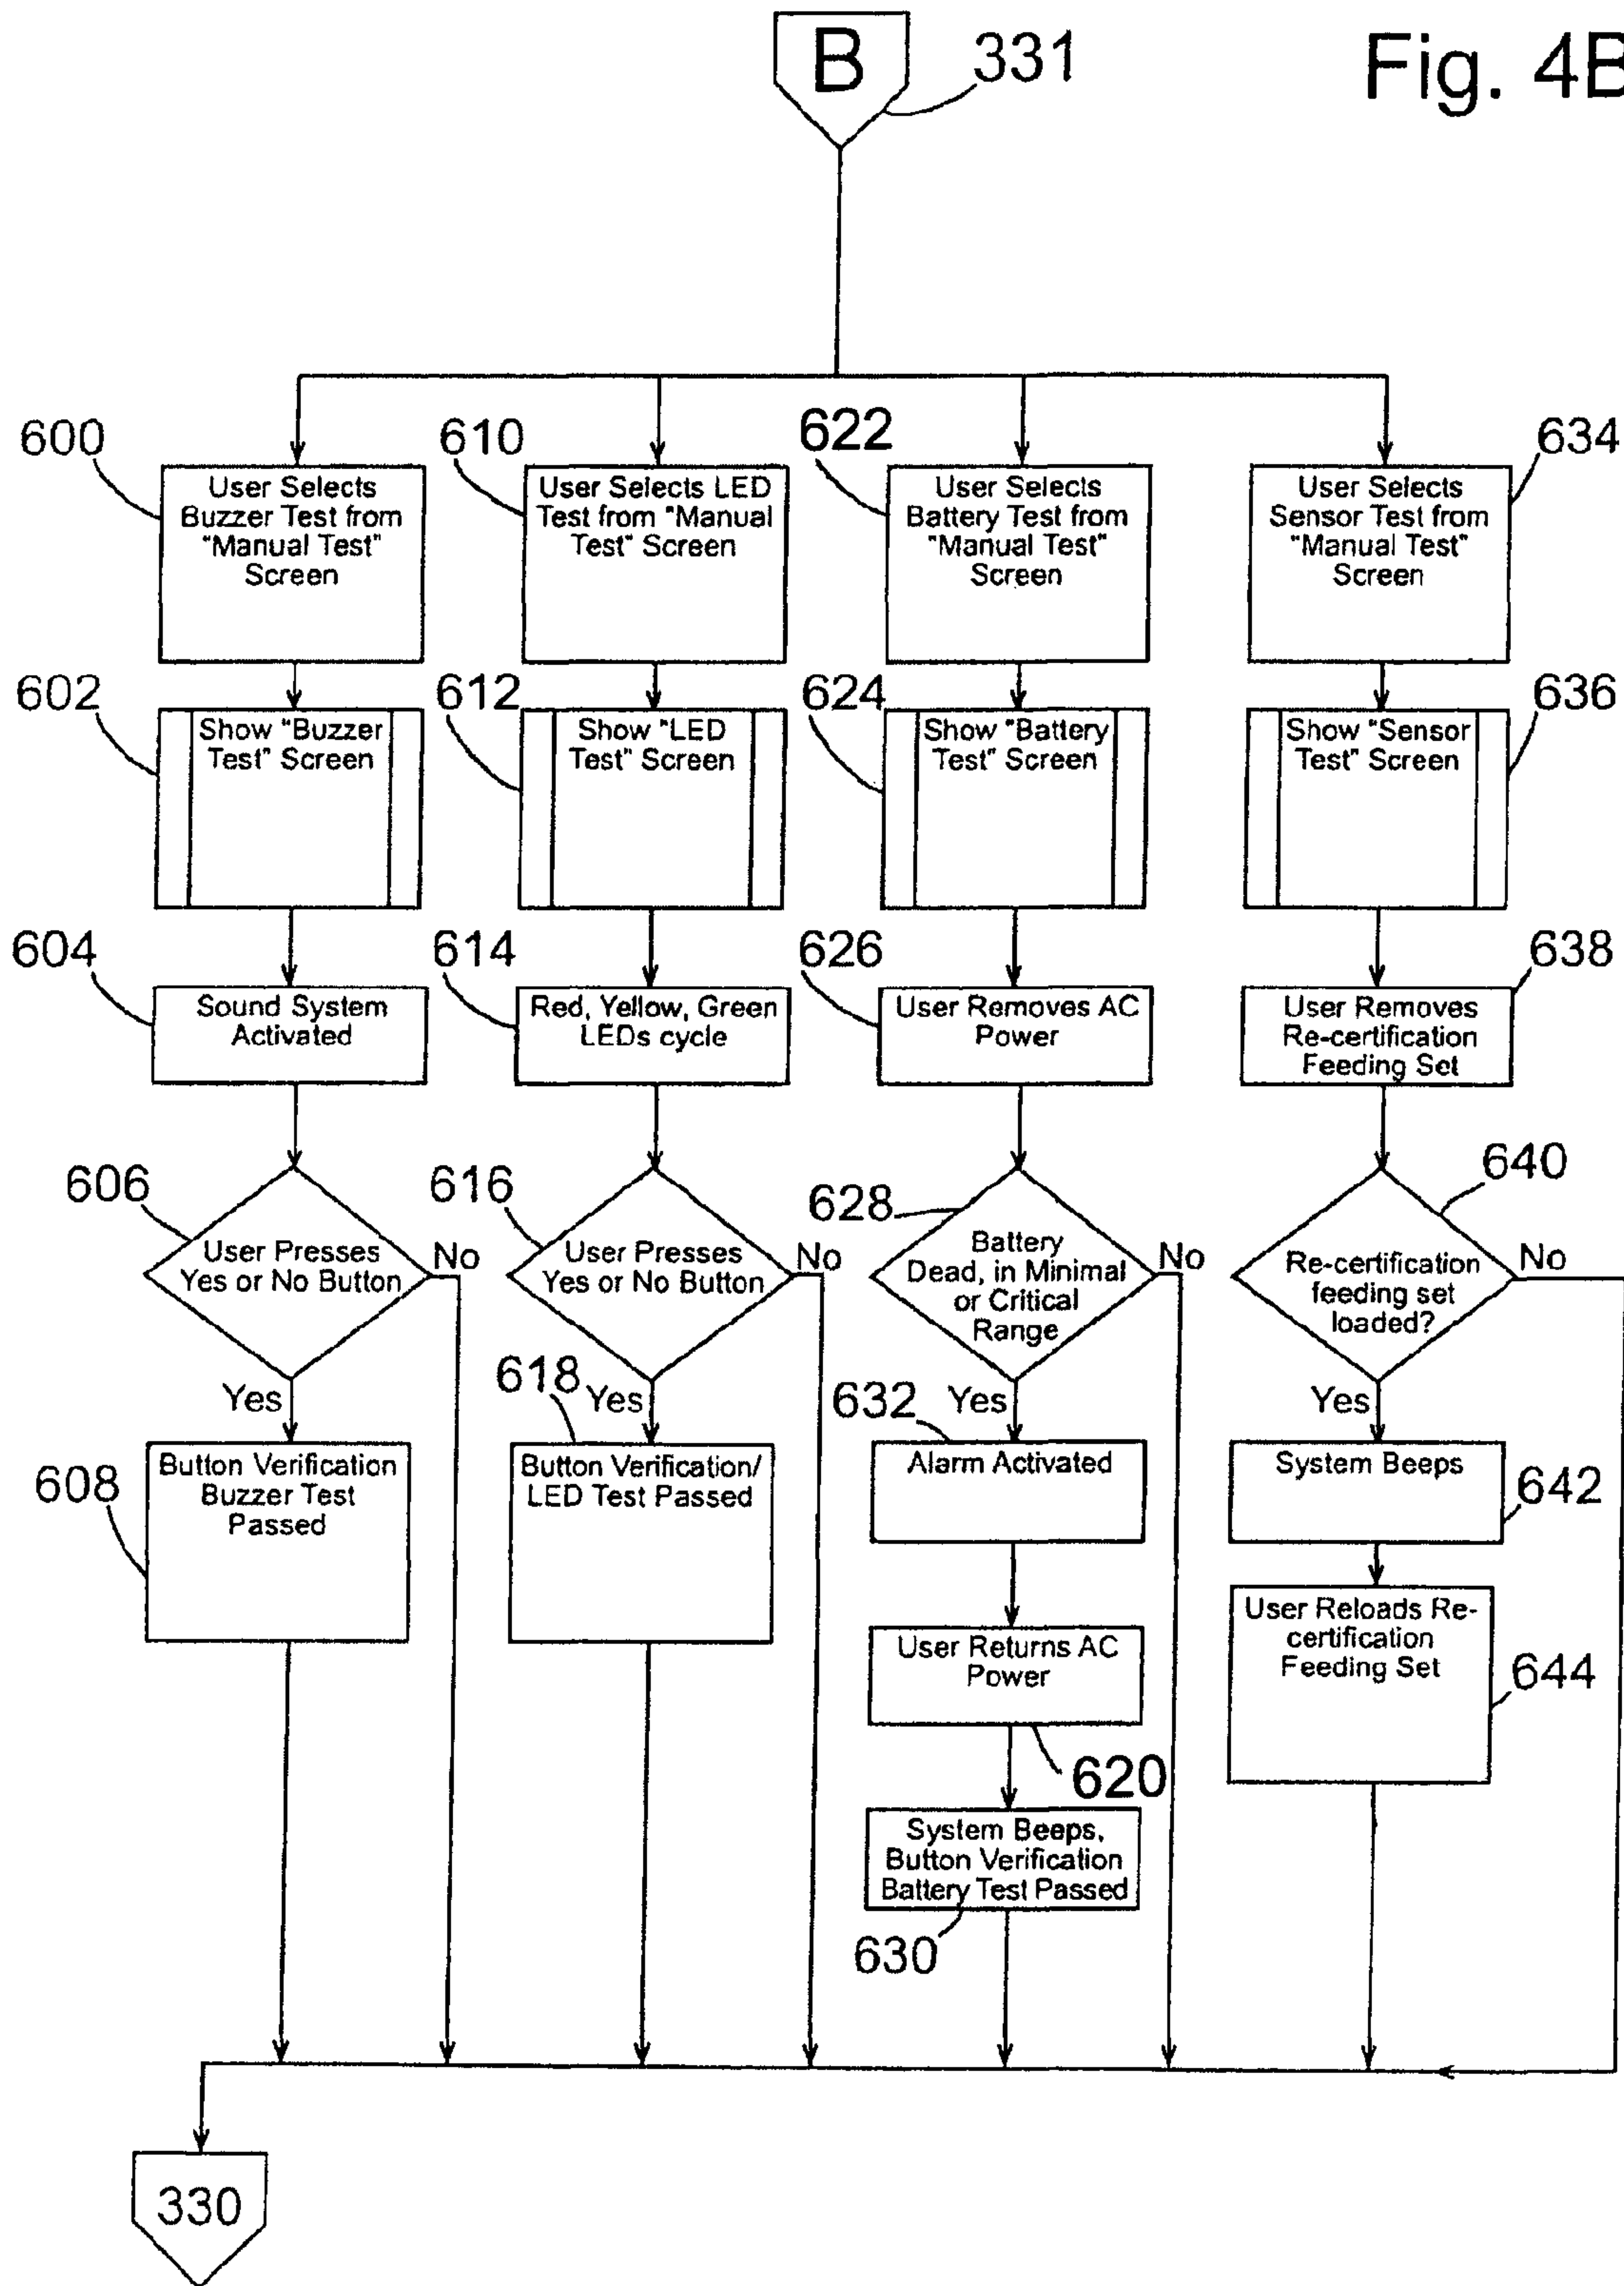 B
331
Fig. 4B
600
User Selects
Buzzer Test from
"Manual Test"
Screen
610
User Selects LED
Test from "Manual
Test" Screen
622
User Selects
Battery Test from
"Manual Test"
Screen
634
User Selects
Sensor Test from
"Manual Test"
Screen
602
Show "Buzzer
Test" Screen
612
Show "LED
Test" Screen
624
Show "Battery
Test" Screen
636
Show "Sensor
Test" Screen
604
Sound System
Activated
614
Red, Yellow, Green
LEDs cycle
626
User Removes AC
Power
638
User Removes
Re-certification
Feeding Set
606
User Presses
Yes or No Button
No
Yes
616
User Presses
Yes or No Button
No
Yes
628
Battery
Dead, in Minimal
or Critical
Range
No
Yes
640
Re-certification
feeding set
loaded?
No
Yes
608
Button Verification
Buzzer Test
Passed
618
Button Verification/
LED Test Passed
632
Alarm Activated
642
System Beeps
User Returns AC
Power
620
644
User Reloads Re-
certification
Feeding Set
System Beeps,
Button Verification
Battery Test Passed
630
330